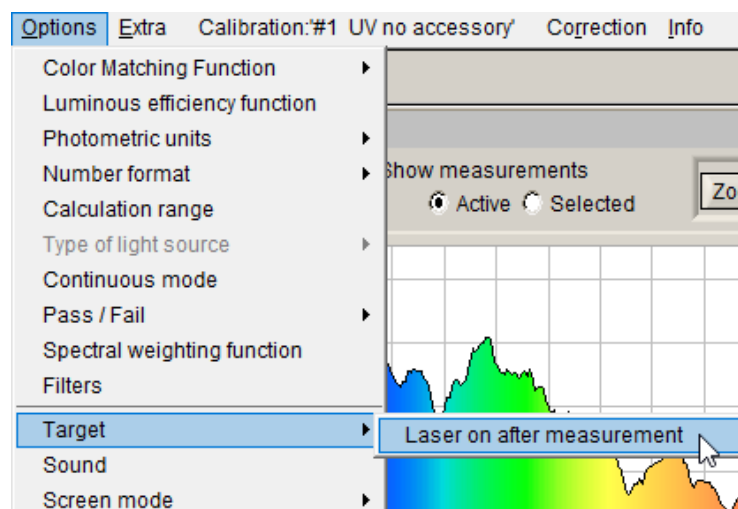 Options Extra Calibration:'#1 UV no accessory' Correction Info
Color Matching Function
Luminous efficiency function
Photometric units
Number format
Show measurements
Calculation range
Active Selected
Zo
Type of light source
Continuous mode
Pass / Fail
Spectral weighting function
Filters
Target
Laser on after measurement
Sound
Screen mode